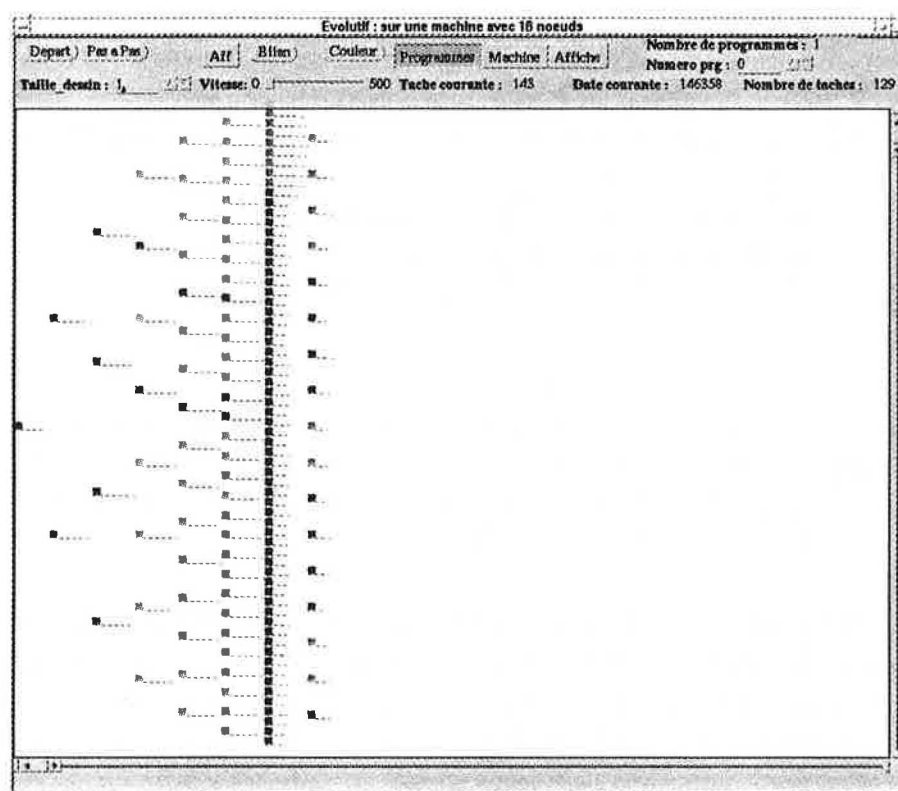 Evolutif : sur une machine avec 16 noeuds
Depart ) Pas a Pas ) Aff Bilan ) Couleur ) Programmes Machine Affiche Nombre de programmes : 1
Numero prg : 0
Taille_dessin : 1 Vitesse: 0 500 Tache courante : 143 Date courante : 146358 Nombre de taches : 129